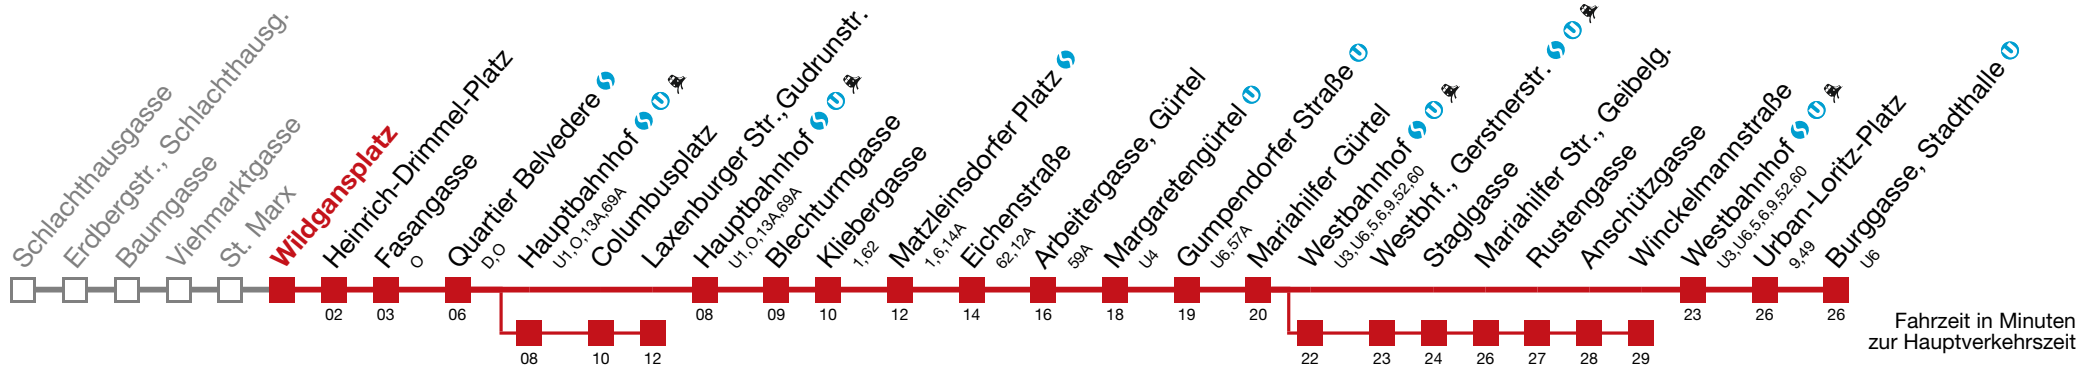 Schlachthausgasse
Erdbergstr., Schlachthausg.
Baumgasse
Viehmarktgasse
St. Marx
Wildgansplatz
Heinrich-Drimmel-Platz
02
Fasangasse
O
03
Quartier Belvedere
D,O
06
Hauptbahnhof
U1,O,13A,69A
08
Columbusplatz
10
Laxenburger Str., Gudrunstr.
12
Hauptbahnhof
U1,O,13A,69A
08
Blechturmgasse
09
Kliebergasse
1,62
10
Matzleinsdorfer Platz
1,6,14A
12
Eichenstraße
62,12A
14
Arbeitergasse, Gürtel
59A
16
Margaretengürtel
U4
18
Gumpendorfer Straße
U6,57A
19
Mariahilfer Gürtel
20
Westbahnhof
U3,U6,5,6,9,52,60
22
Westbhf., Gerstnerstr.
23
Staglgasse
24
Mariahilfer Str., Geibelg.
26
Rustengasse
27
Anschützgasse
28
Winckelmannstraße
29
Westbahnhof
U3,U6,5,6,9,52,60
23
Urban-Loritz-Platz
9,49
26
Burggasse, Stadthalle
U6
26
Fahrzeit in Minuten
zur Hauptverkehrszeit